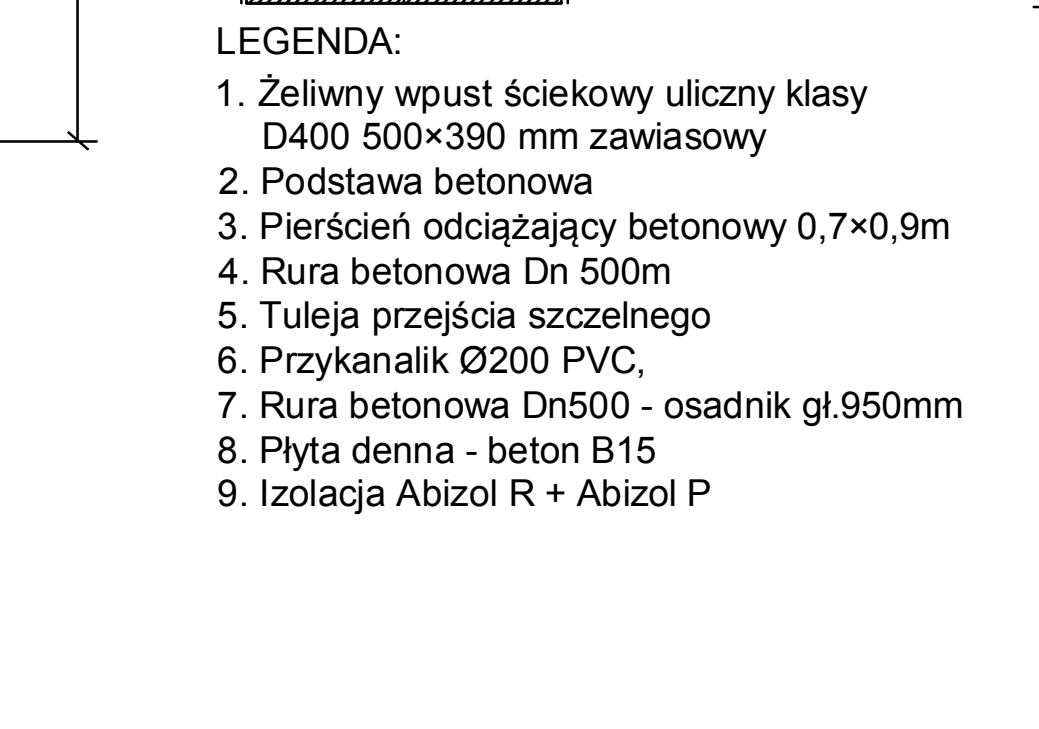 LEGENDA:
1. Żeliwny wpust ściekowy uliczny klasy
D400 500×390 mm zawiasowy
2. Podstawa betonowa
3. Pierścień odciążający betonowy 0,7×0,9m
4. Rura betonowa Dn 500m
5. Tuleja przejścia szczelnego
6. Przykanalik Ø200 PVC,
7. Rura betonowa Dn500 - osadnik gł.950mm
8. Płyta denna - beton B15
9. Izolacja Abizol R + Abizol P